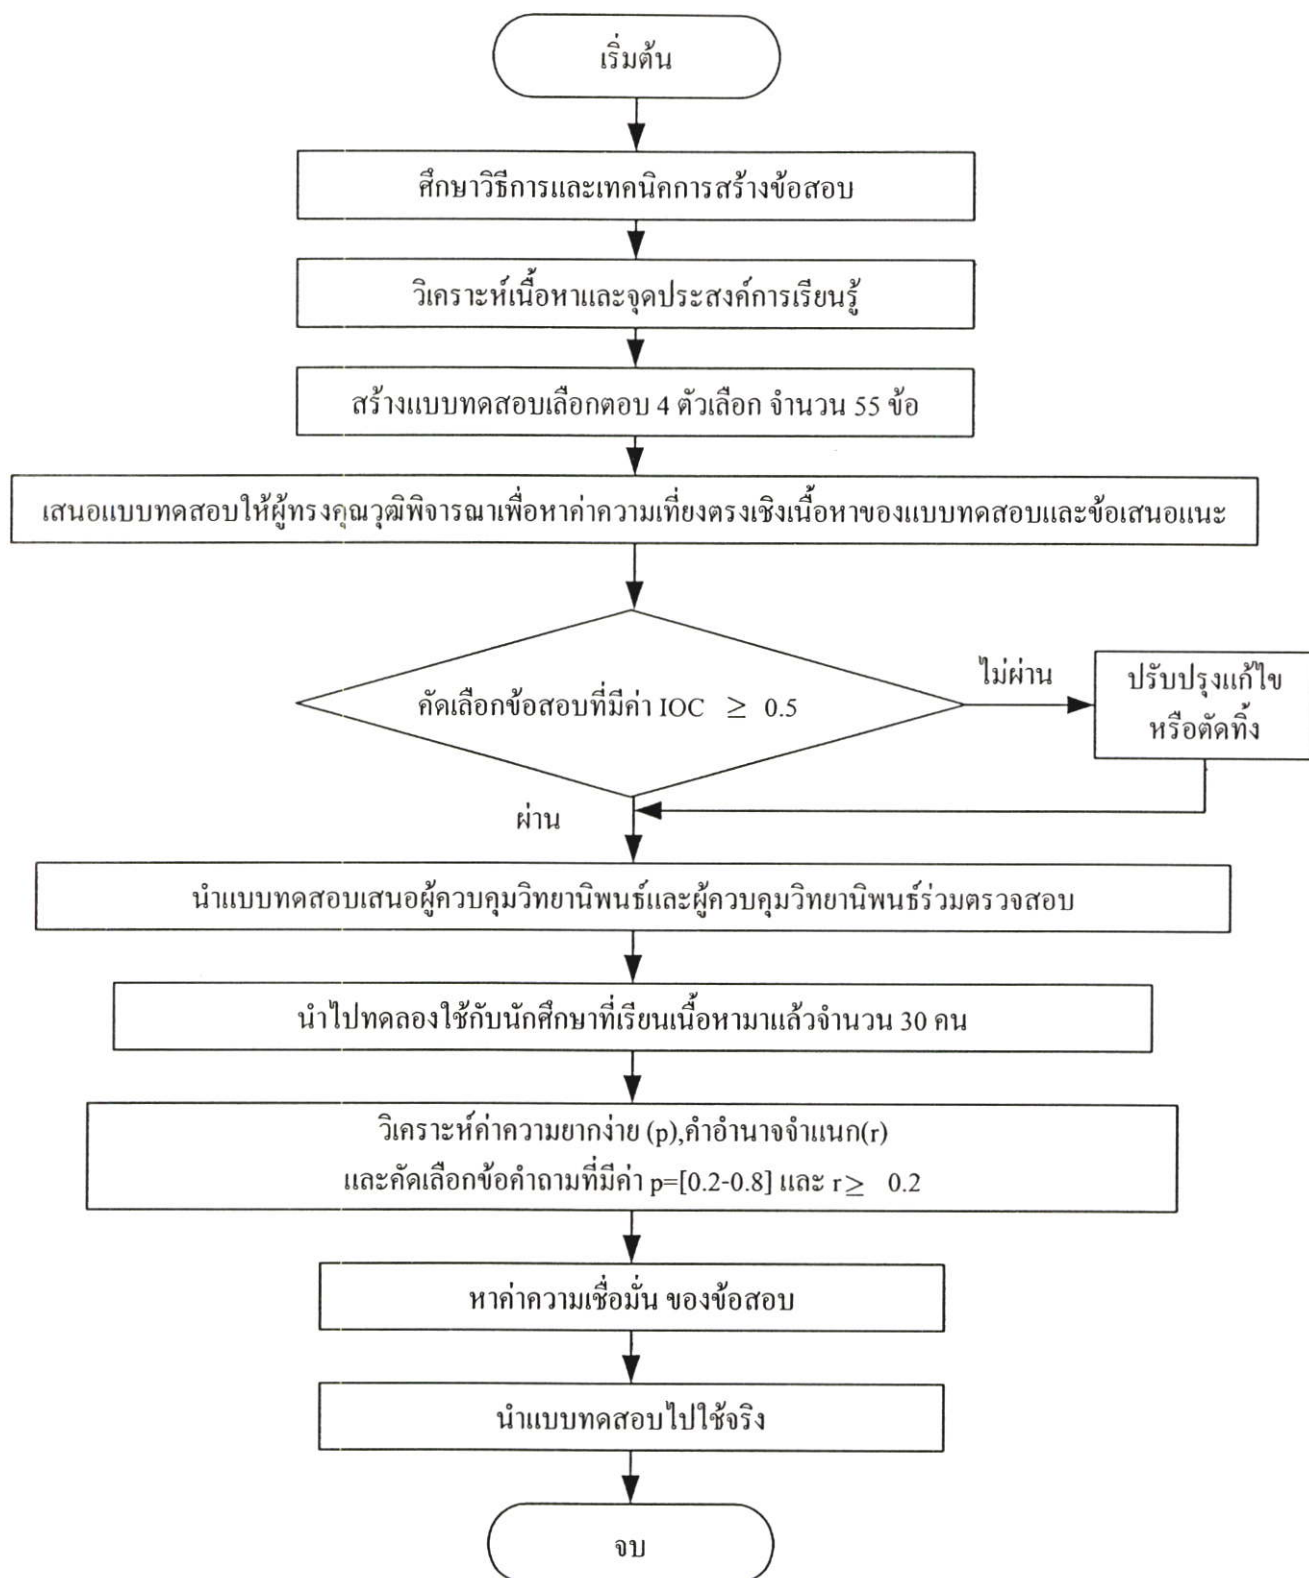 เริ่มต้น
ศึกษาวิธีการและเทคนิคการสร้างข้อสอบ
วิเคราะห์เนื้อหาและจุดประสงค์การเรียนรู้
สร้างแบบทดสอบเลือกตอบ 4 ตัวเลือก จำนวน 55 ข้อ
เสนอแบบทดสอบให้ผู้ทรงคุณวุฒิพิจารณาเพื่อหาค่าความเที่ยงตรงเชิงเนื้อหาของแบบทดสอบและข้อเสนอแนะ
คัดเลือกข้อสอบที่มีค่า IOC ≥ 0.5
ไม่ผ่าน
ปรับปรุงแก้ไข
หรือตัดทิ้ง
ผ่าน
นำแบบทดสอบเสนอผู้ควบคุมวิทยานิพนธ์และผู้ควบคุมวิทยานิพนธ์ร่วมตรวจสอบ
นำไปทดลองใช้กับนักศึกษาที่เรียนเนื้อหามาแล้วจำนวน 30 คน
วิเคราะห์ค่าความยากง่าย (p),คำอำนาจจำแนก(r)
และคัดเลือกข้อคำถามที่มีค่า p=[0.2-0.8] และ r≥ 0.2
หาค่าความเชื่อมั่น ของข้อสอบ
นำแบบทดสอบไปใช้จริง
จบ